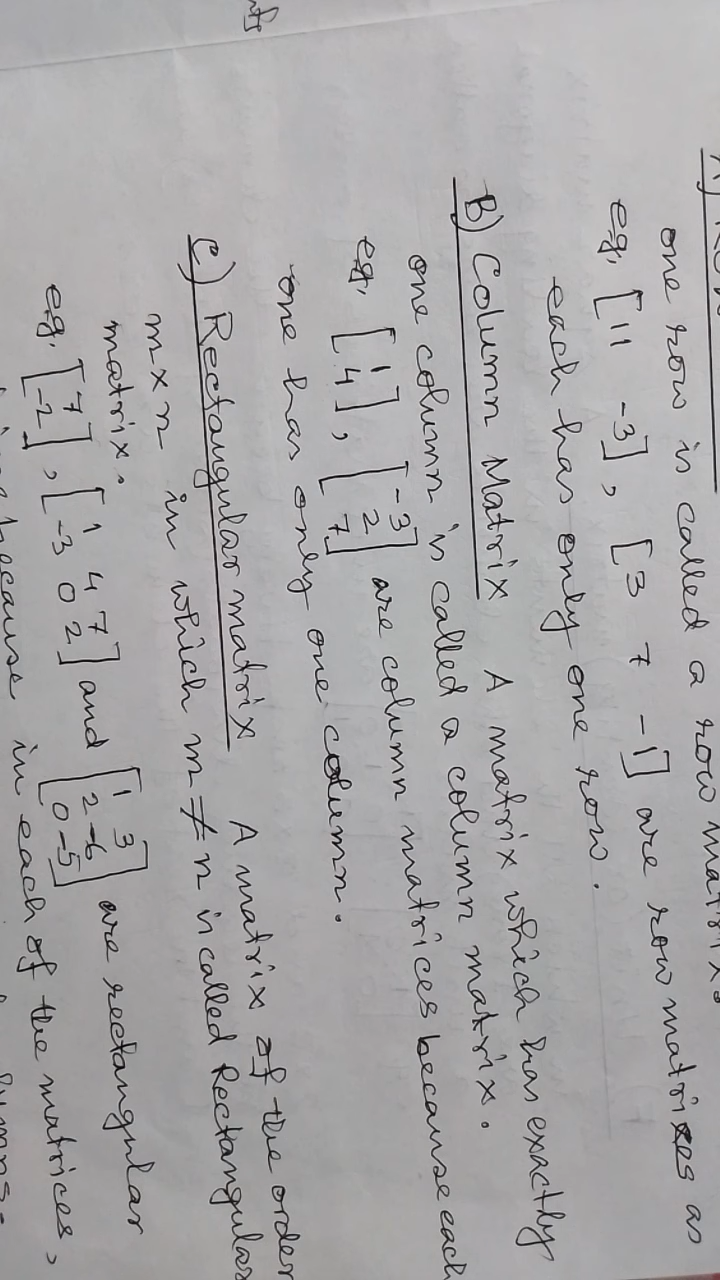 one row is called a row matrix.
eg, [11 -3], [3 7 -1] are row matrixes as
each has only one row.
B) Column Matrix A matrix which has exactly
one column is called a column matrix.
eg, [1 4], [-3 2 7] are column matrices because each
one has only one column.
C) Rectangular matrix A matrix of the order
m×n in which m ≠ n is called Rectangular
matrix.
eg. [7 -2], [1 4 7 -3 0 2] and [1 3 2 -6 0 -5] are rectangular
because in each of the matrices,